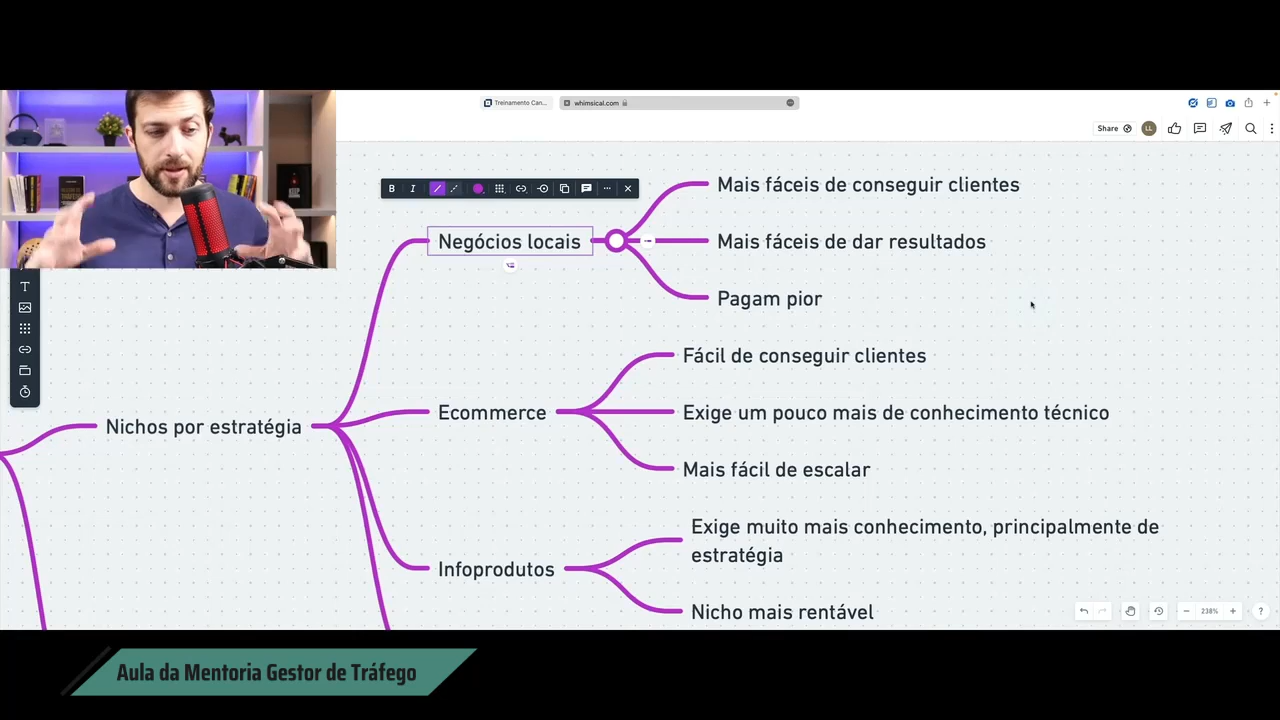 Treinamento Can...
whimsical.com
Share
LL
B I
Mais fáceis de conseguir clientes
Negócios locais
Mais fáceis de dar resultados
Pagam pior
T
Fácil de conseguir clientes
Nichos por estratégia
Ecommerce
Exige um pouco mais de conhecimento técnico
Mais fácil de escalar
Exige muito mais conhecimento, principalmente de
estratégia
Infoprodutos
Nicho mais rentável
238%
?
Aula da Mentoria Gestor de Tráfego